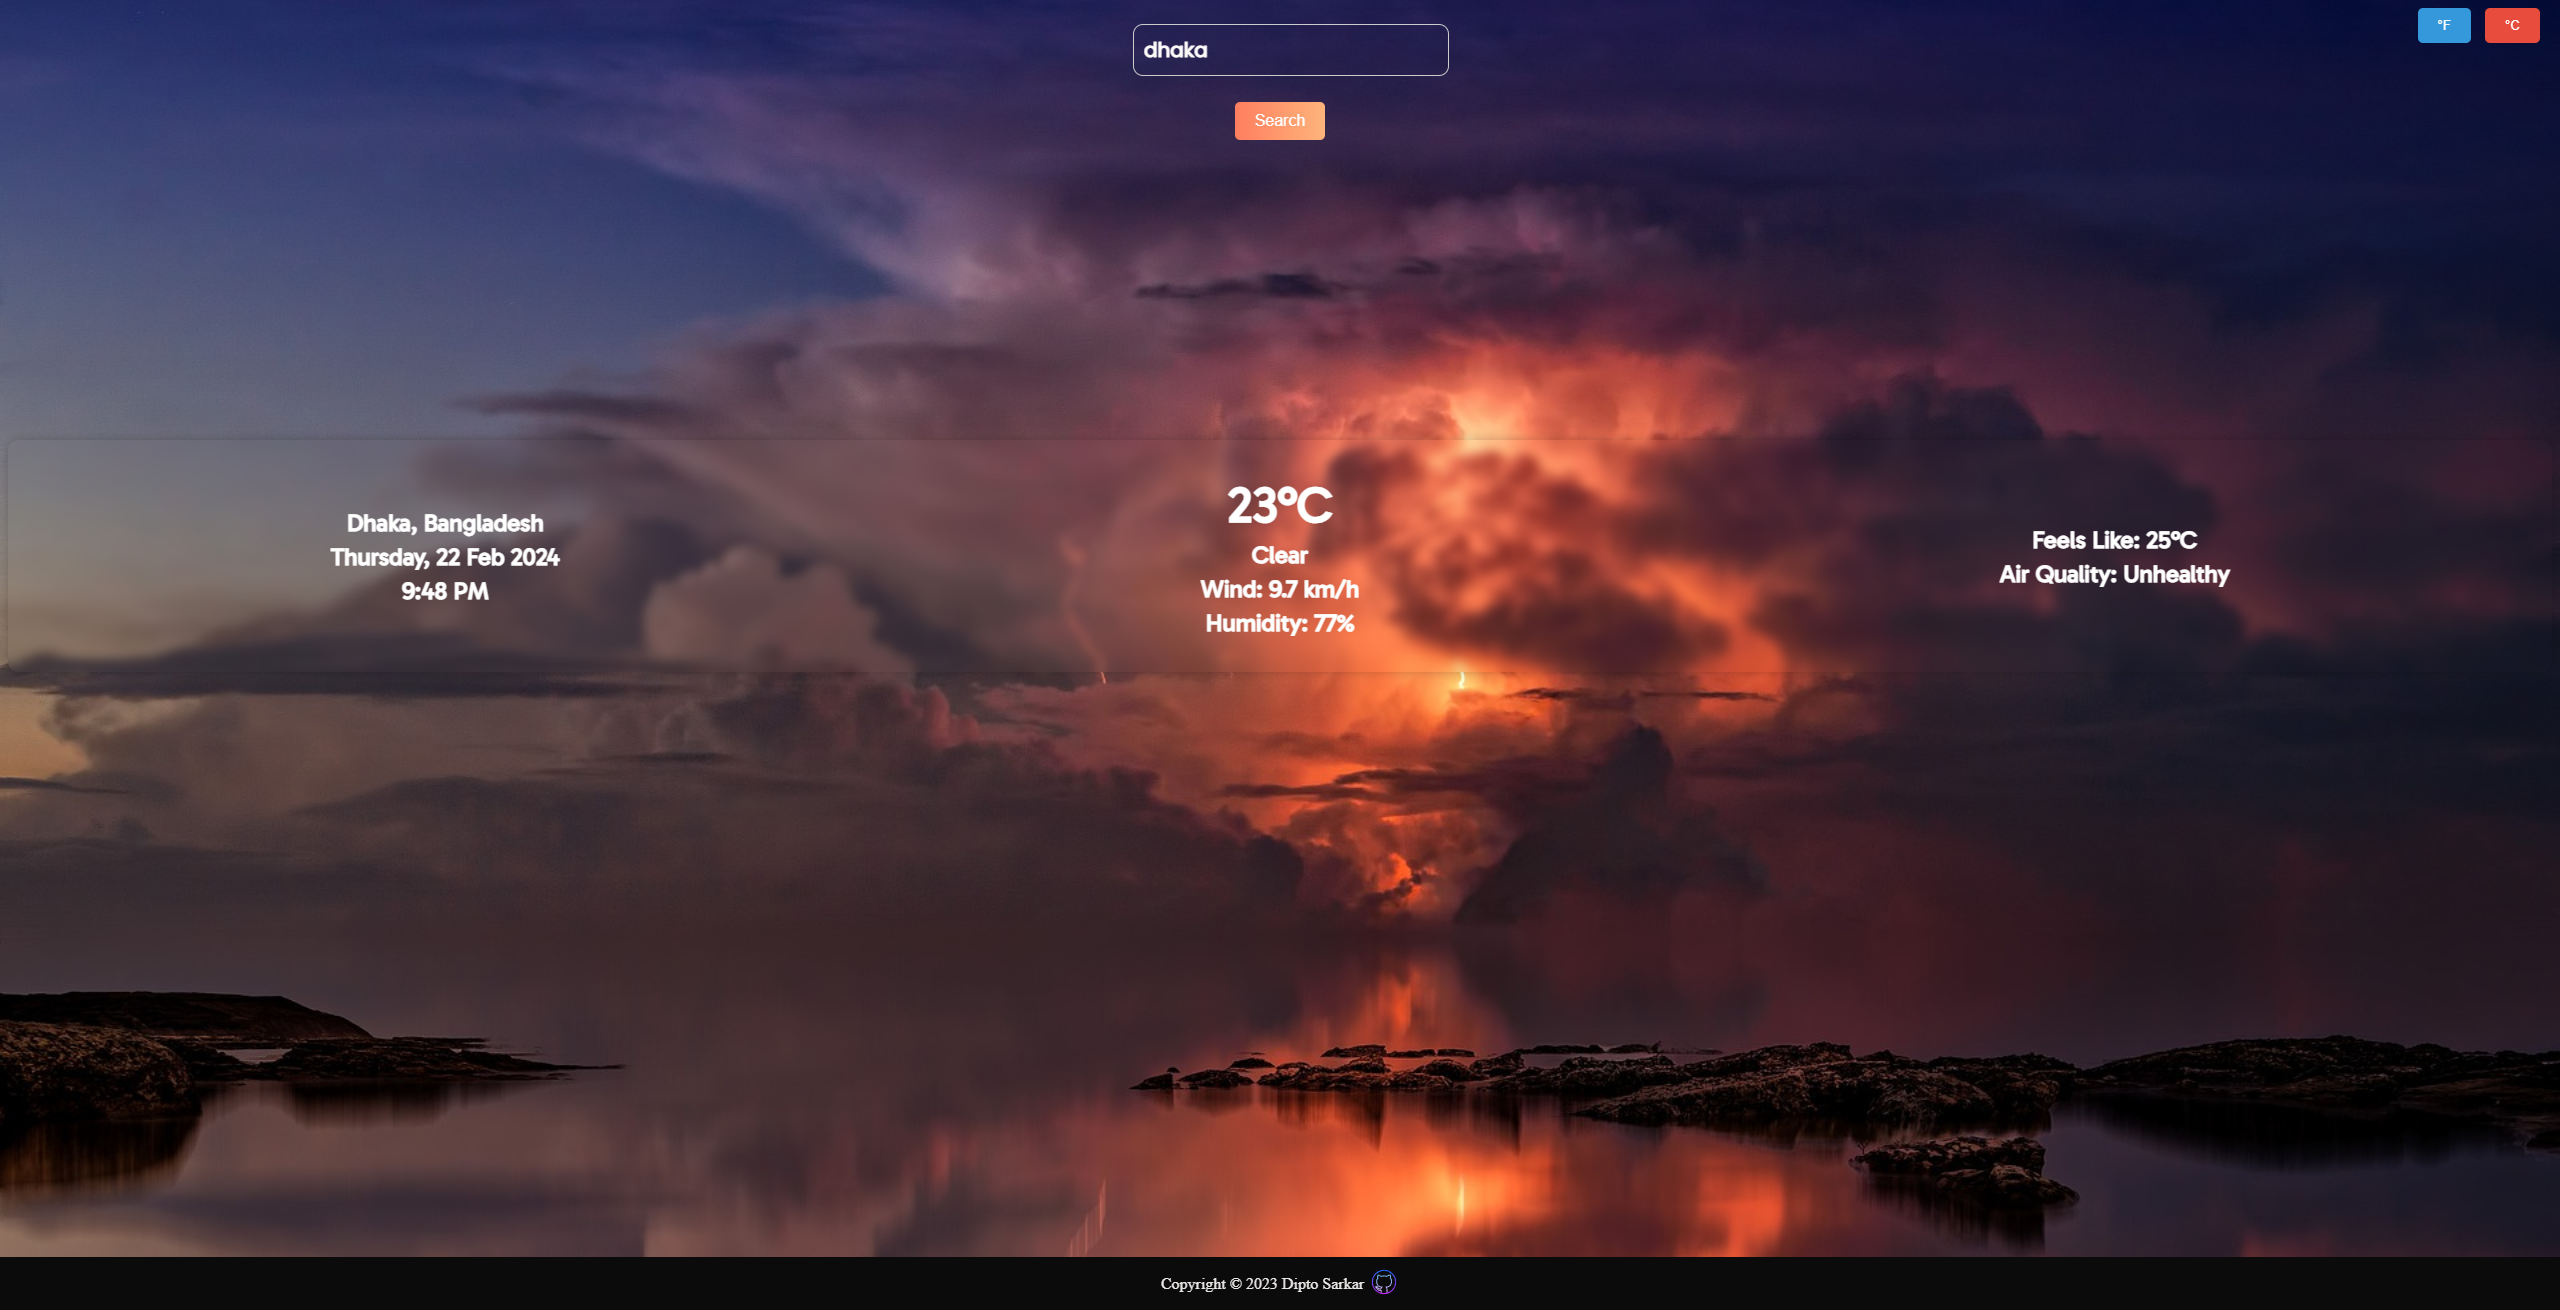 dhaka
°F
°C
Search
Dhaka, Bangladesh
Thursday, 22 Feb 2024
9:48 PM
23°C
Clear
Wind: 9.7 km/h
Humidity: 77%
Feels Like: 25°C
Air Quality: Unhealthy
Copyright © 2023 Dipto Sarkar